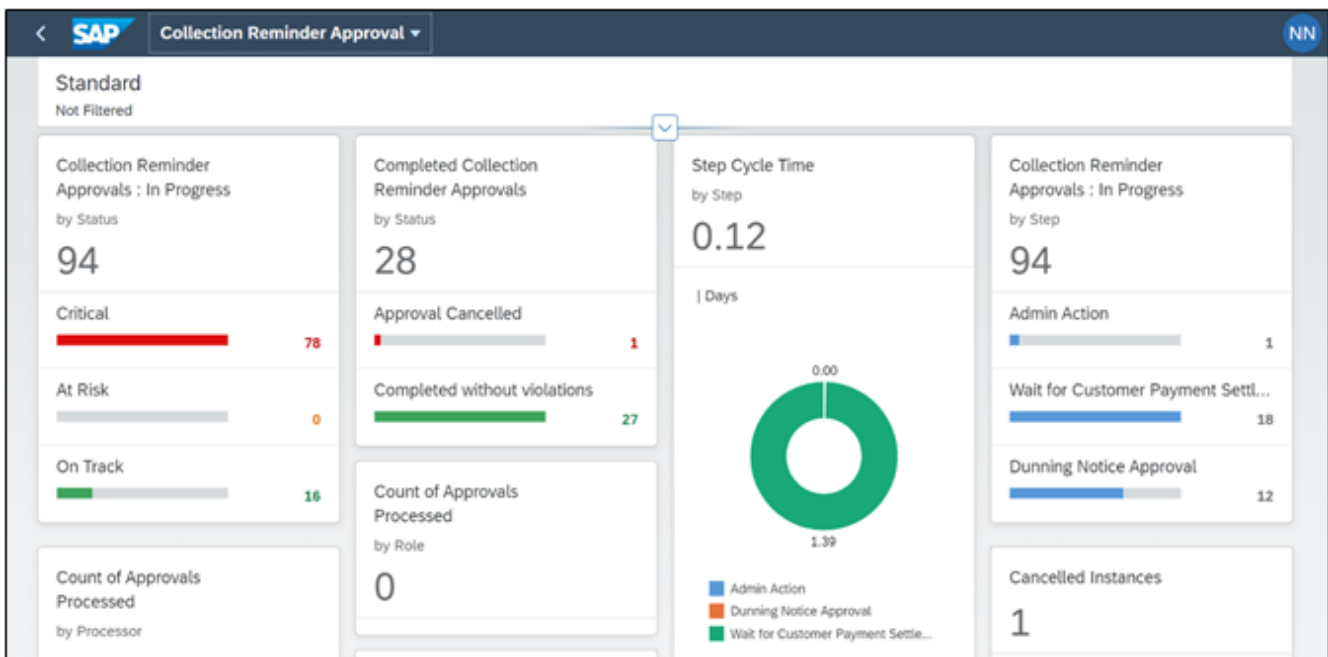 SAP
Collection Reminder Approval
NN
Standard
Not Filtered
Collection Reminder
Approvals : In Progress
by Status
94
Critical
78
At Risk
0
On Track
16
Count of Approvals
Processed
by Processor
Completed Collection
Reminder Approvals
by Status
28
Approval Cancelled
1
Completed without violations
27
Count of Approvals
Processed
by Role
0
Step Cycle Time
by Step
0.12
| Days
0.00
1.39
Admin Action
Dunning Notice Approval
Wait for Customer Payment Settle...
Collection Reminder
Approvals : In Progress
by Step
94
Admin Action
1
Wait for Customer Payment Settl...
18
Dunning Notice Approval
12
Cancelled Instances
1